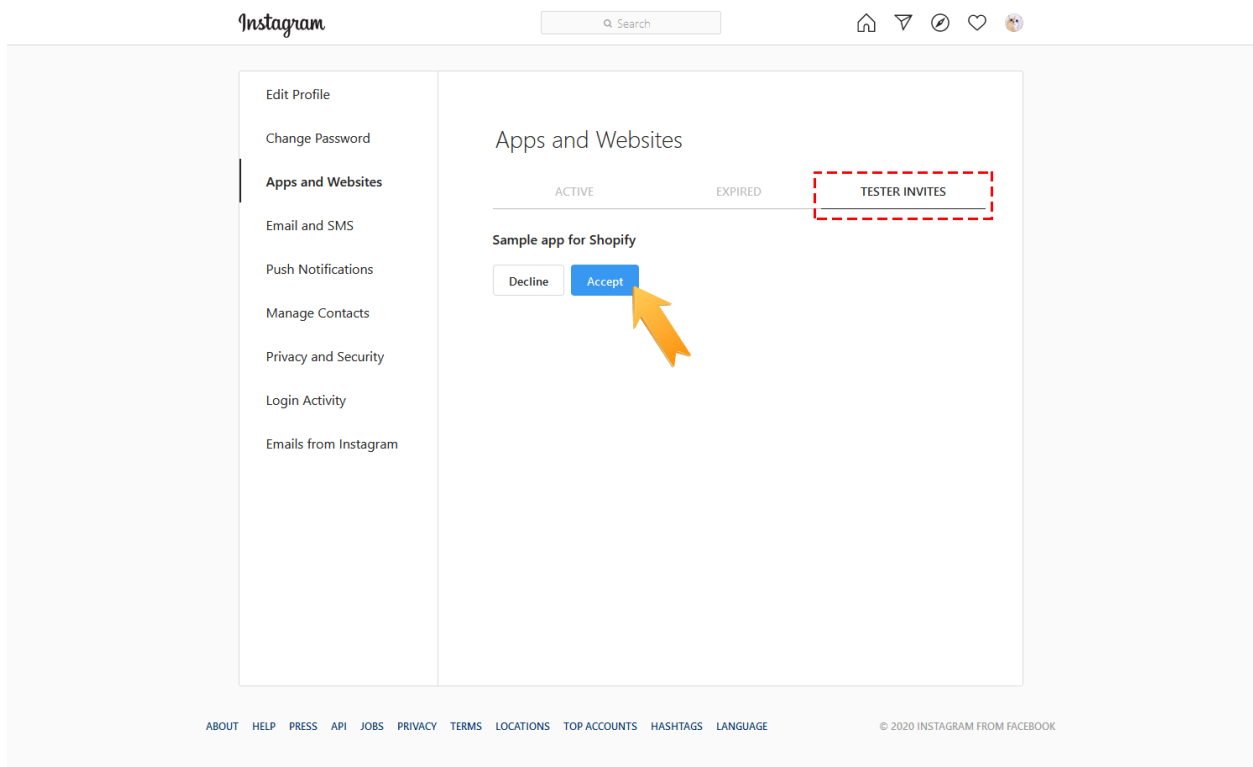 Instagram
Search
Edit Profile
Change Password
Apps and Websites
Email and SMS
Push Notifications
Manage Contacts
Privacy and Security
Login Activity
Emails from Instagram
Apps and Websites
ACTIVE EXPIRED TESTER INVITES
Sample app for Shopify
Decline Accept
ABOUT HELP PRESS API JOBS PRIVACY TERMS LOCATIONS TOP ACCOUNTS HASHTAGS LANGUAGE © 2020 INSTAGRAM FROM FACEBOOK